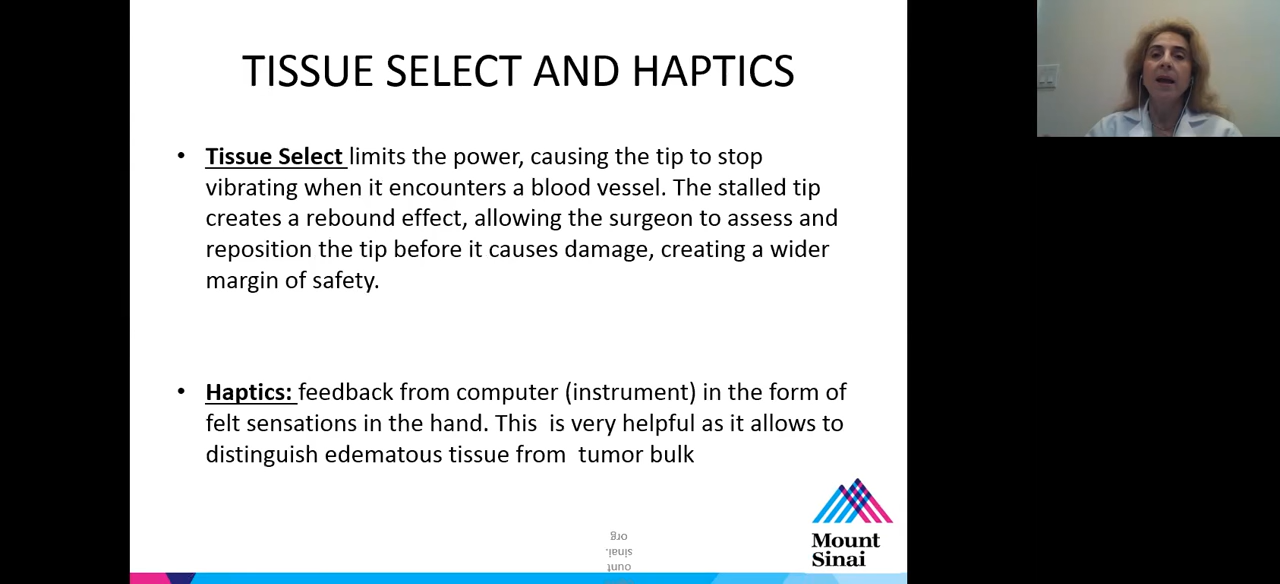 TISSUE SELECT AND HAPTICS
• Tissue Select limits the power, causing the tip to stop
vibrating when it encounters a blood vessel. The stalled tip
creates a rebound effect, allowing the surgeon to assess and
reposition the tip before it causes damage, creating a wider
margin of safety.
• Haptics: feedback from computer (instrument) in the form of
felt sensations in the hand. This  is very helpful as it allows to
distinguish edematous tissue from  tumor bulk
Mount
Sinai
org
sinai.
ount